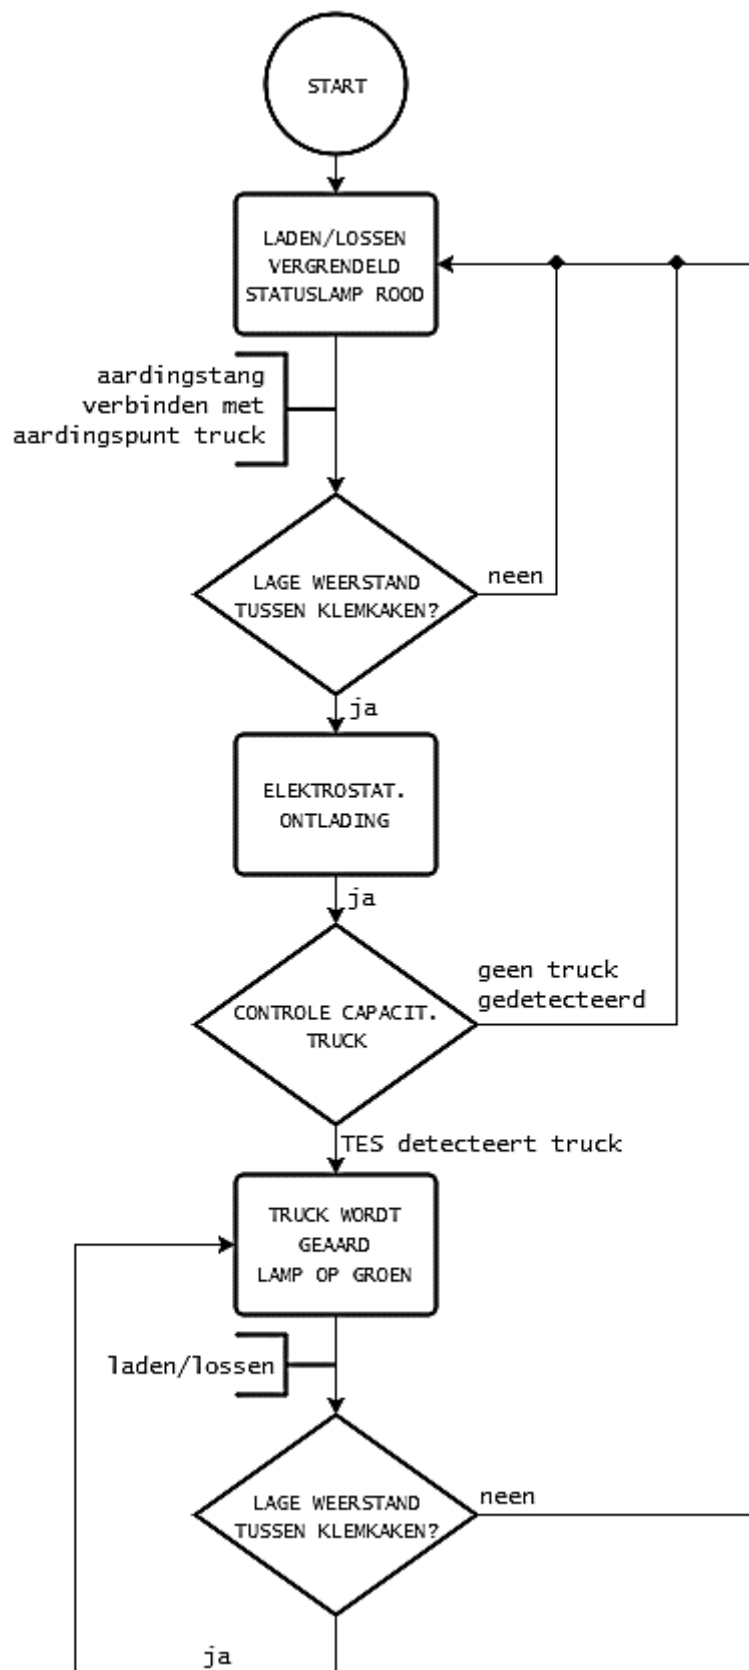 START
LADEN/LOSSEN
VERGRENDELD
STATUSLAMP ROOD
aardingstang
verbinden met
aardingspunt truck
LAGE WEERSTAND
TUSSEN KLEMKAKEN?
neen
ja
ELEKTROSTAT.
ONTLADING
ja
geen truck
gedetecteerd
CONTROLE CAPACIT.
TRUCK
TES detecteert truck
TRUCK WORDT
GEAARD
LAMP OP GROEN
laden/lossen
LAGE WEERSTAND
TUSSEN KLEMKAKEN?
neen
ja